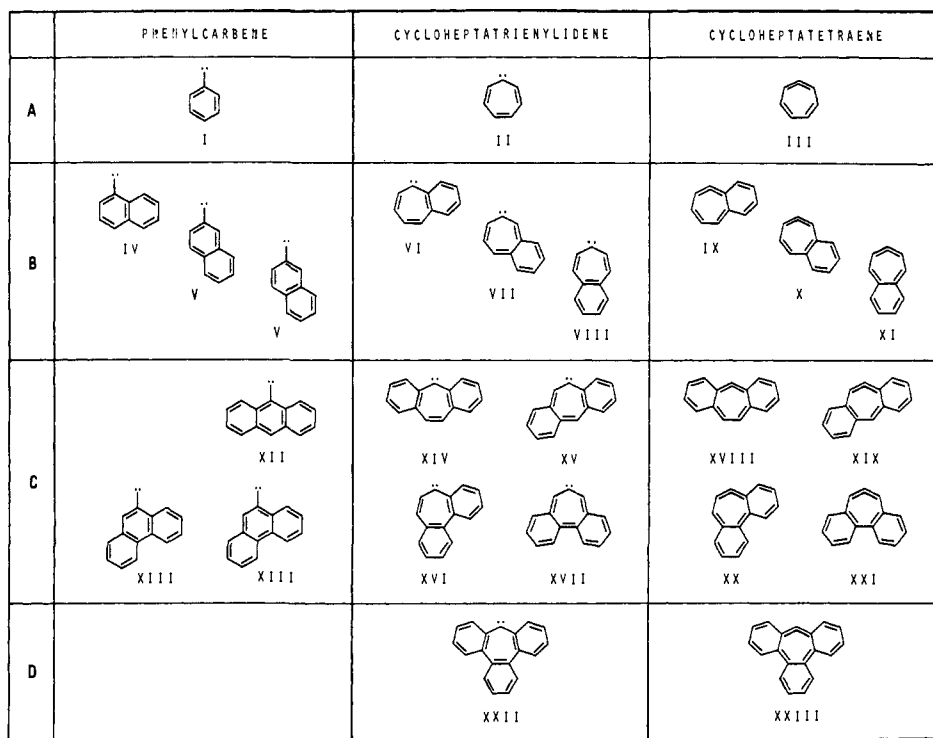 PHENYLCARBENE CYCLOHEPTATRIENYLIDENE CYCLOHEPTATETRAENE
A
I II III
B
IV V V VI VII VIII IX X XI
C
XII XIV XV XVIII XIX
XIII XIII XVI XVII XX XXI
D
XXII XXIII